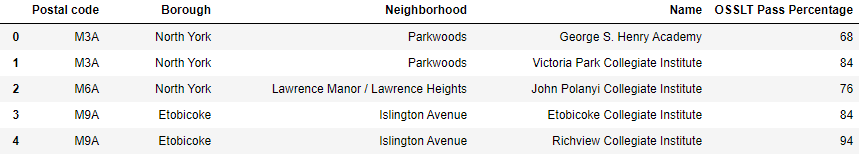 Postal code Borough Neighborhood Name OSSLT Pass Percentage
0 M3A North York Parkwoods George S. Henry Academy 68
1 M3A North York Parkwoods Victoria Park Collegiate Institute 84
2 M6A North York Lawrence Manor / Lawrence Heights John Polanyi Collegiate Institute 76
3 M9A Etobicoke Islington Avenue Etobicoke Collegiate Institute 84
4 M9A Etobicoke Islington Avenue Richview Collegiate Institute 94